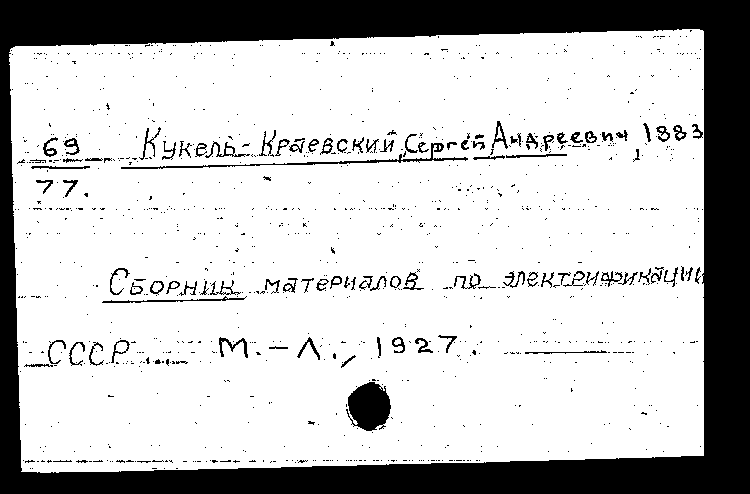 69 Кукель-Краевский, Сергей Андреевич, 1883
77.
Сборник материалов по электрификации
СССР... М.-Л., 1927.